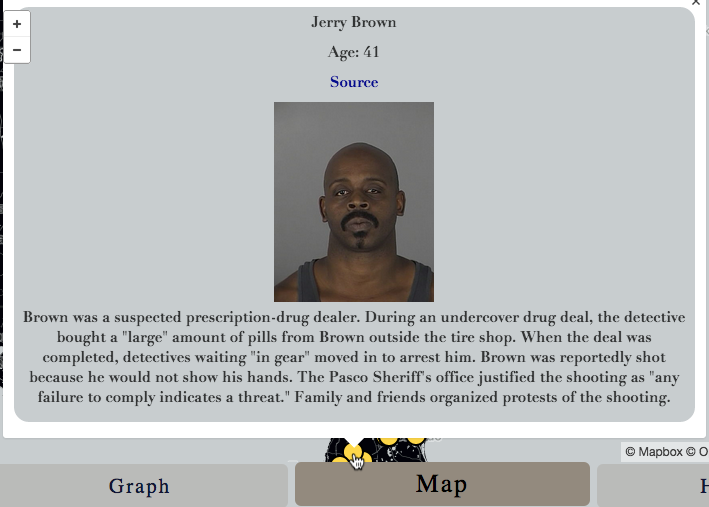 ×
+
−
Jerry Brown
Age: 41
Source
Brown was a suspected prescription-drug dealer. During an undercover drug deal, the detective
bought a "large" amount of pills from Brown outside the tire shop. When the deal was
completed, detectives waiting "in gear" moved in to arrest him. Brown was reportedly shot
because he would not show his hands. The Pasco Sheriff's office justified the shooting as "any
failure to comply indicates a threat." Family and friends organized protests of the shooting.
© Mapbox © O
Graph
Map
H